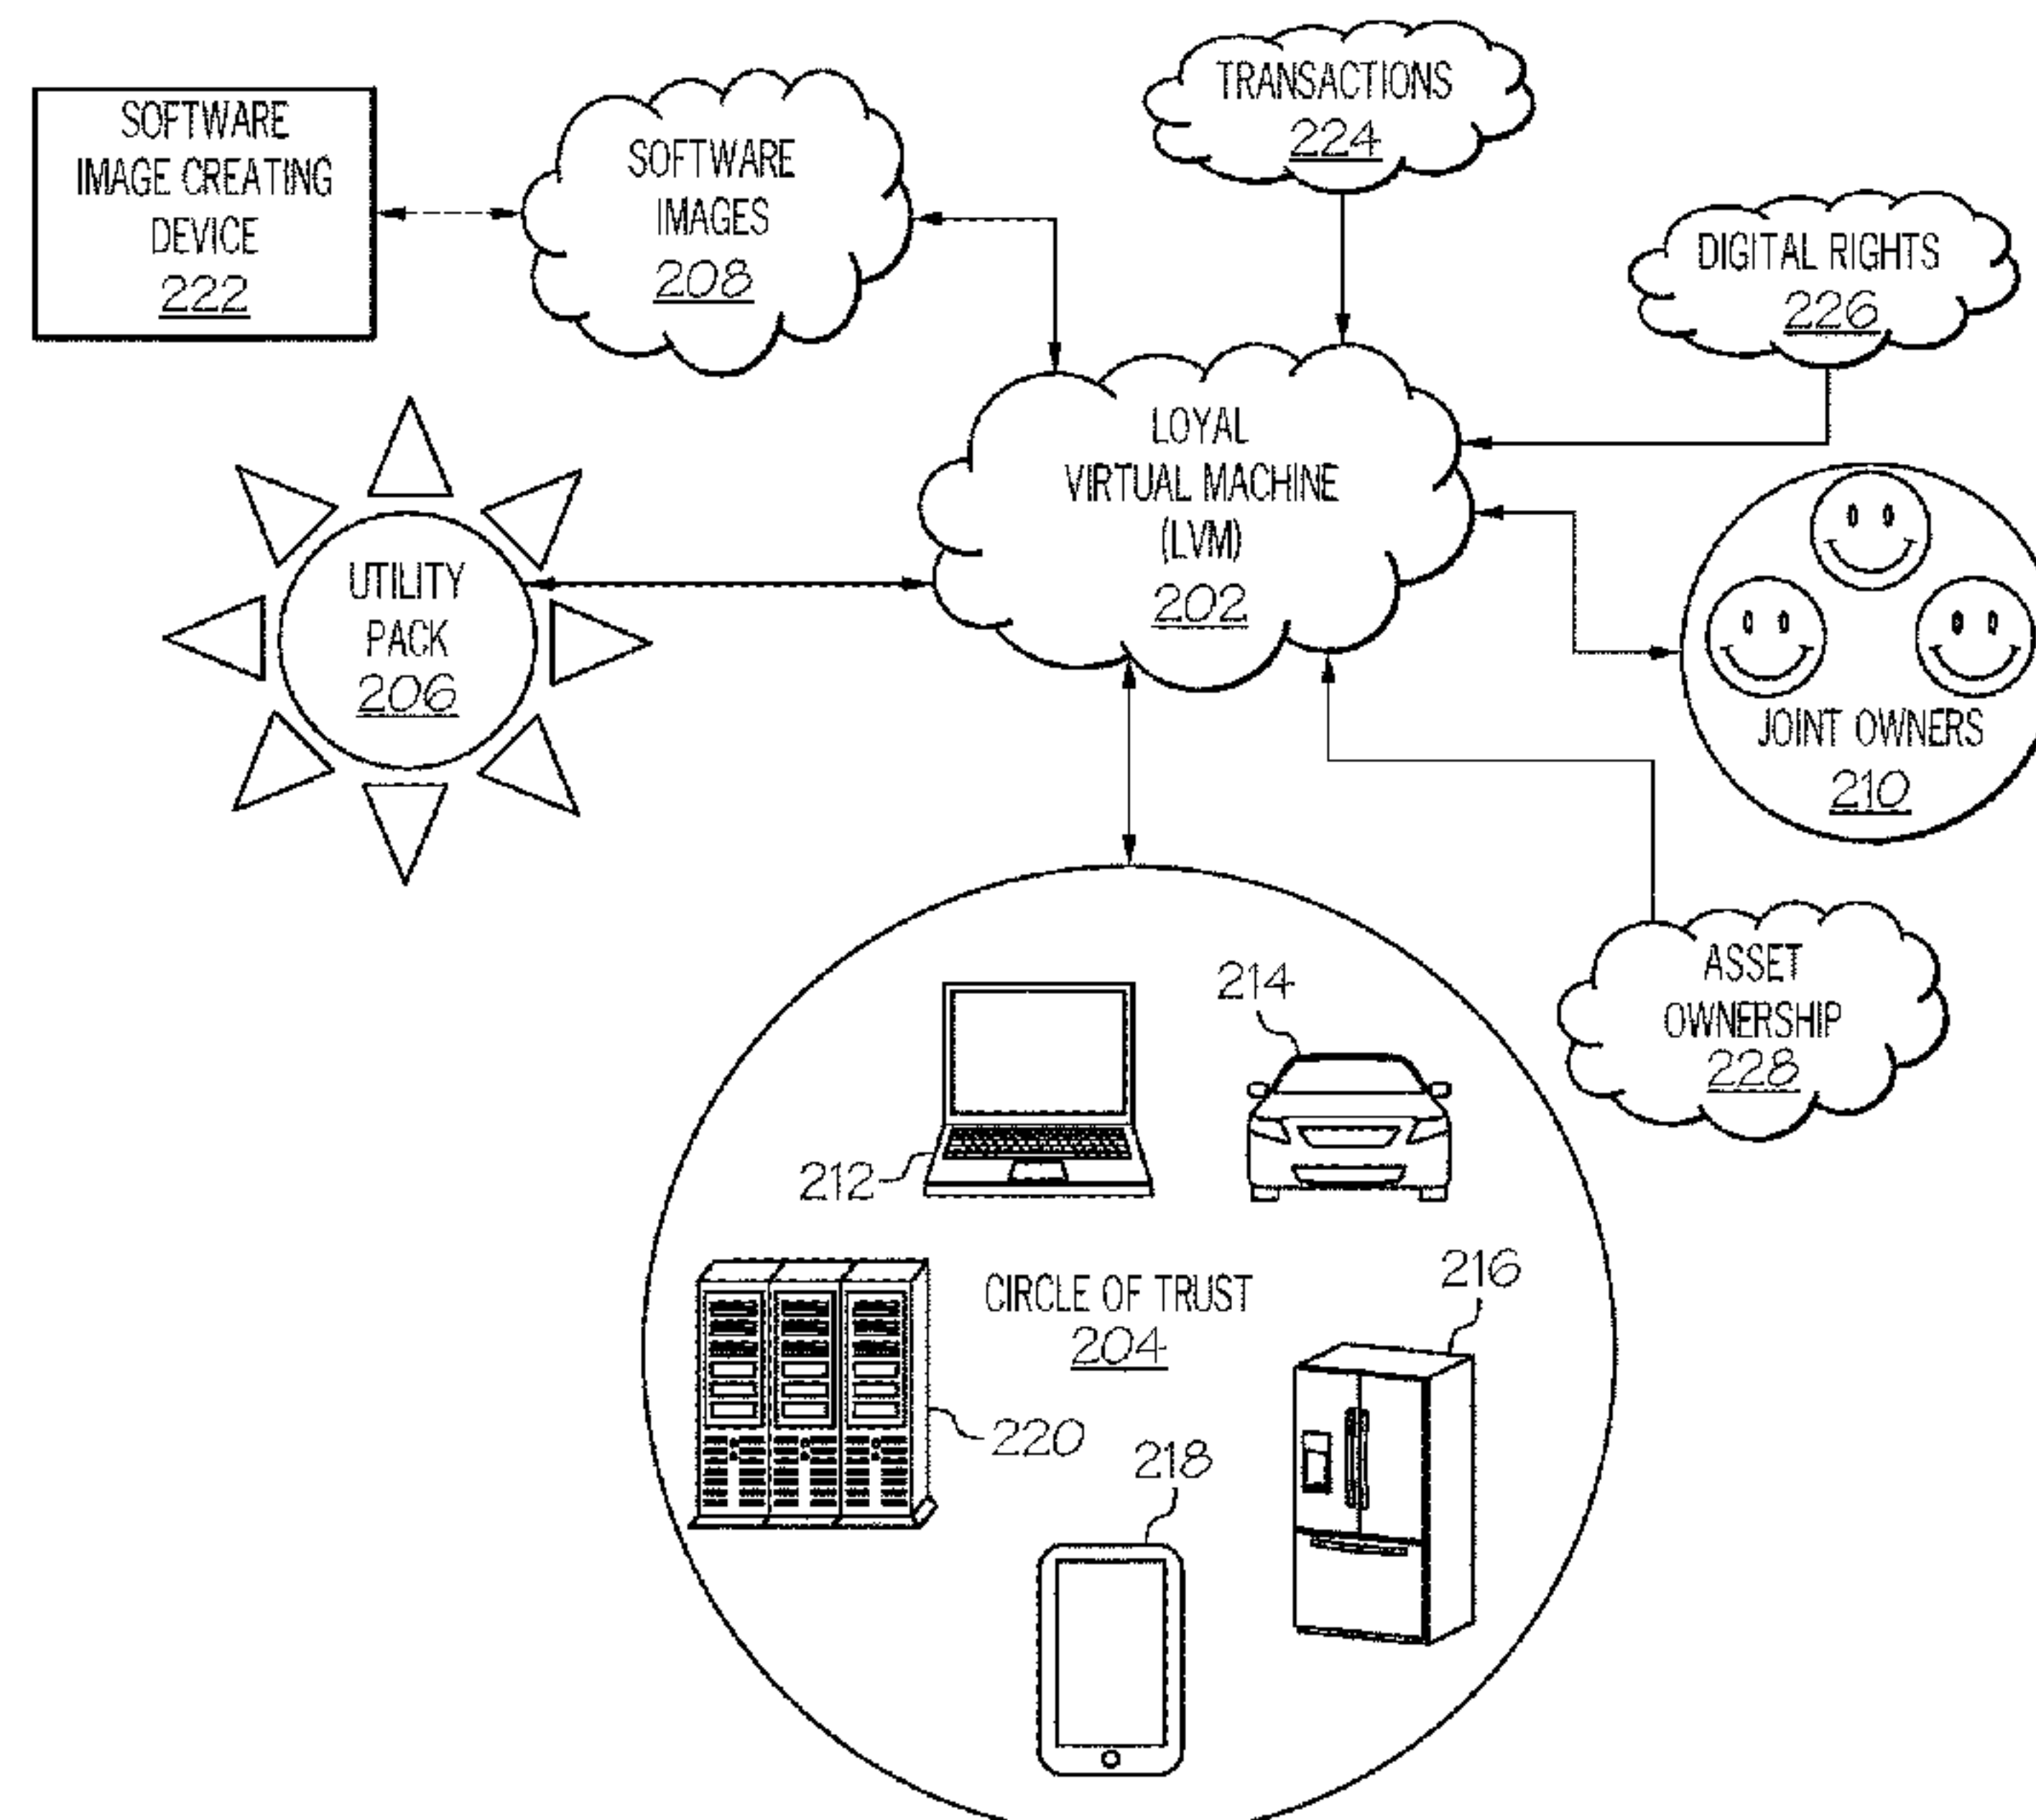 SOFTWARE
IMAGE CREATING
DEVICE
222
SOFTWARE
IMAGES
208
TRANSACTIONS
224
DIGITAL RIGHTS
226
LOYAL
VIRTUAL MACHINE
(LVM)
202
UTILITY
PACK
206
JOINT OWNERS
210
ASSET
OWNERSHIP
228
214
212
CIRCLE OF TRUST
204
216
220
218